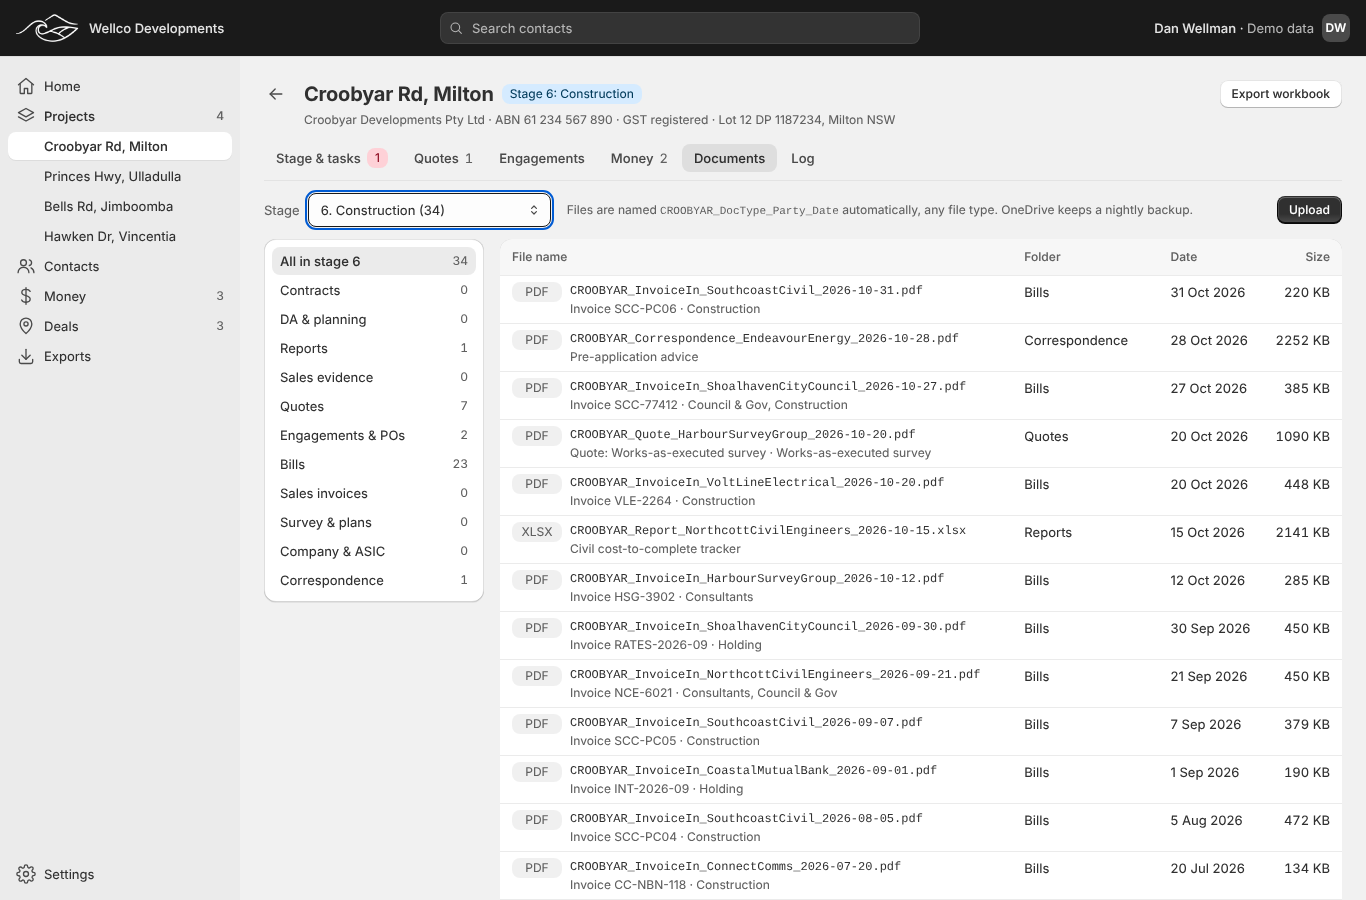 Wellco Developments
Search contacts
Dan Wellman · Demo data DW
Home
Projects 4
Croobyar Rd, Milton
Princes Hwy, Ulladulla
Bells Rd, Jimboomba
Hawken Dr, Vincentia
Contacts
Money 3
Deals 3
Exports
Settings
Croobyar Rd, Milton Stage 6: Construction
Export workbook
Croobyar Developments Pty Ltd · ABN 61 234 567 890 · GST registered · Lot 12 DP 1187234, Milton NSW
Stage & tasks 1 Quotes 1 Engagements Money 2 Documents Log
Stage 6. Construction (34) Files are named CROOBYAR_DocType_Party_Date automatically, any file type. OneDrive keeps a nightly backup. Upload
All in stage 6 34
Contracts 0
DA & planning 0
Reports 1
Sales evidence 0
Quotes 7
Engagements & POs 2
Bills 23
Sales invoices 0
Survey & plans 0
Company & ASIC 0
Correspondence 1
File name Folder Date Size
PDF CROOBYAR_InvoiceIn_SouthcoastCivil_2026-10-31.pdf Bills 31 Oct 2026 220 KB
Invoice SCC-PC06 · Construction
PDF CROOBYAR_Correspondence_EndeavourEnergy_2026-10-28.pdf Correspondence 28 Oct 2026 2252 KB
Pre-application advice
PDF CROOBYAR_InvoiceIn_ShoalhavenCityCouncil_2026-10-27.pdf Bills 27 Oct 2026 385 KB
Invoice SCC-77412 · Council & Gov, Construction
PDF CROOBYAR_Quote_HarbourSurveyGroup_2026-10-20.pdf Quotes 20 Oct 2026 1090 KB
Quote: Works-as-executed survey · Works-as-executed survey
PDF CROOBYAR_InvoiceIn_VoltLineElectrical_2026-10-20.pdf Bills 20 Oct 2026 448 KB
Invoice VLE-2264 · Construction
XLSX CROOBYAR_Report_NorthcottCivilEngineers_2026-10-15.xlsx Reports 15 Oct 2026 2141 KB
Civil cost-to-complete tracker
PDF CROOBYAR_InvoiceIn_HarbourSurveyGroup_2026-10-12.pdf Bills 12 Oct 2026 285 KB
Invoice HSG-3902 · Consultants
PDF CROOBYAR_InvoiceIn_ShoalhavenCityCouncil_2026-09-30.pdf Bills 30 Sep 2026 450 KB
Invoice RATES-2026-09 · Holding
PDF CROOBYAR_InvoiceIn_NorthcottCivilEngineers_2026-09-21.pdf Bills 21 Sep 2026 450 KB
Invoice NCE-6021 · Consultants, Council & Gov
PDF CROOBYAR_InvoiceIn_SouthcoastCivil_2026-09-07.pdf Bills 7 Sep 2026 379 KB
Invoice SCC-PC05 · Construction
PDF CROOBYAR_InvoiceIn_CoastalMutualBank_2026-09-01.pdf Bills 1 Sep 2026 190 KB
Invoice INT-2026-09 · Holding
PDF CROOBYAR_InvoiceIn_SouthcoastCivil_2026-08-05.pdf Bills 5 Aug 2026 472 KB
Invoice SCC-PC04 · Construction
PDF CROOBYAR_InvoiceIn_ConnectComms_2026-07-20.pdf Bills 20 Jul 2026 134 KB
Invoice CC-NBN-118 · Construction